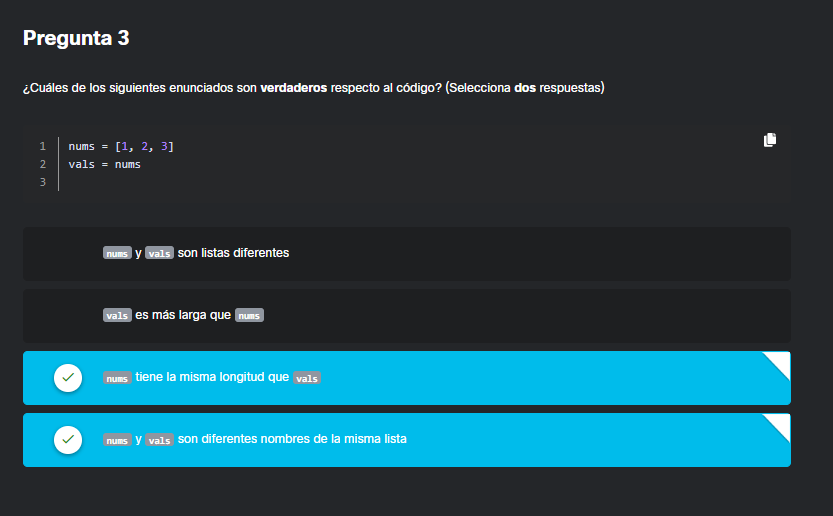 Pregunta 3
¿Cuáles de los siguientes enunciados son verdaderos respecto al código? (Selecciona dos respuestas)
1 nums = [1, 2, 3]
2 vals = nums
3
nums y vals son listas diferentes
vals es más larga que nums
nums tiene la misma longitud que vals
nums y vals son diferentes nombres de la misma lista